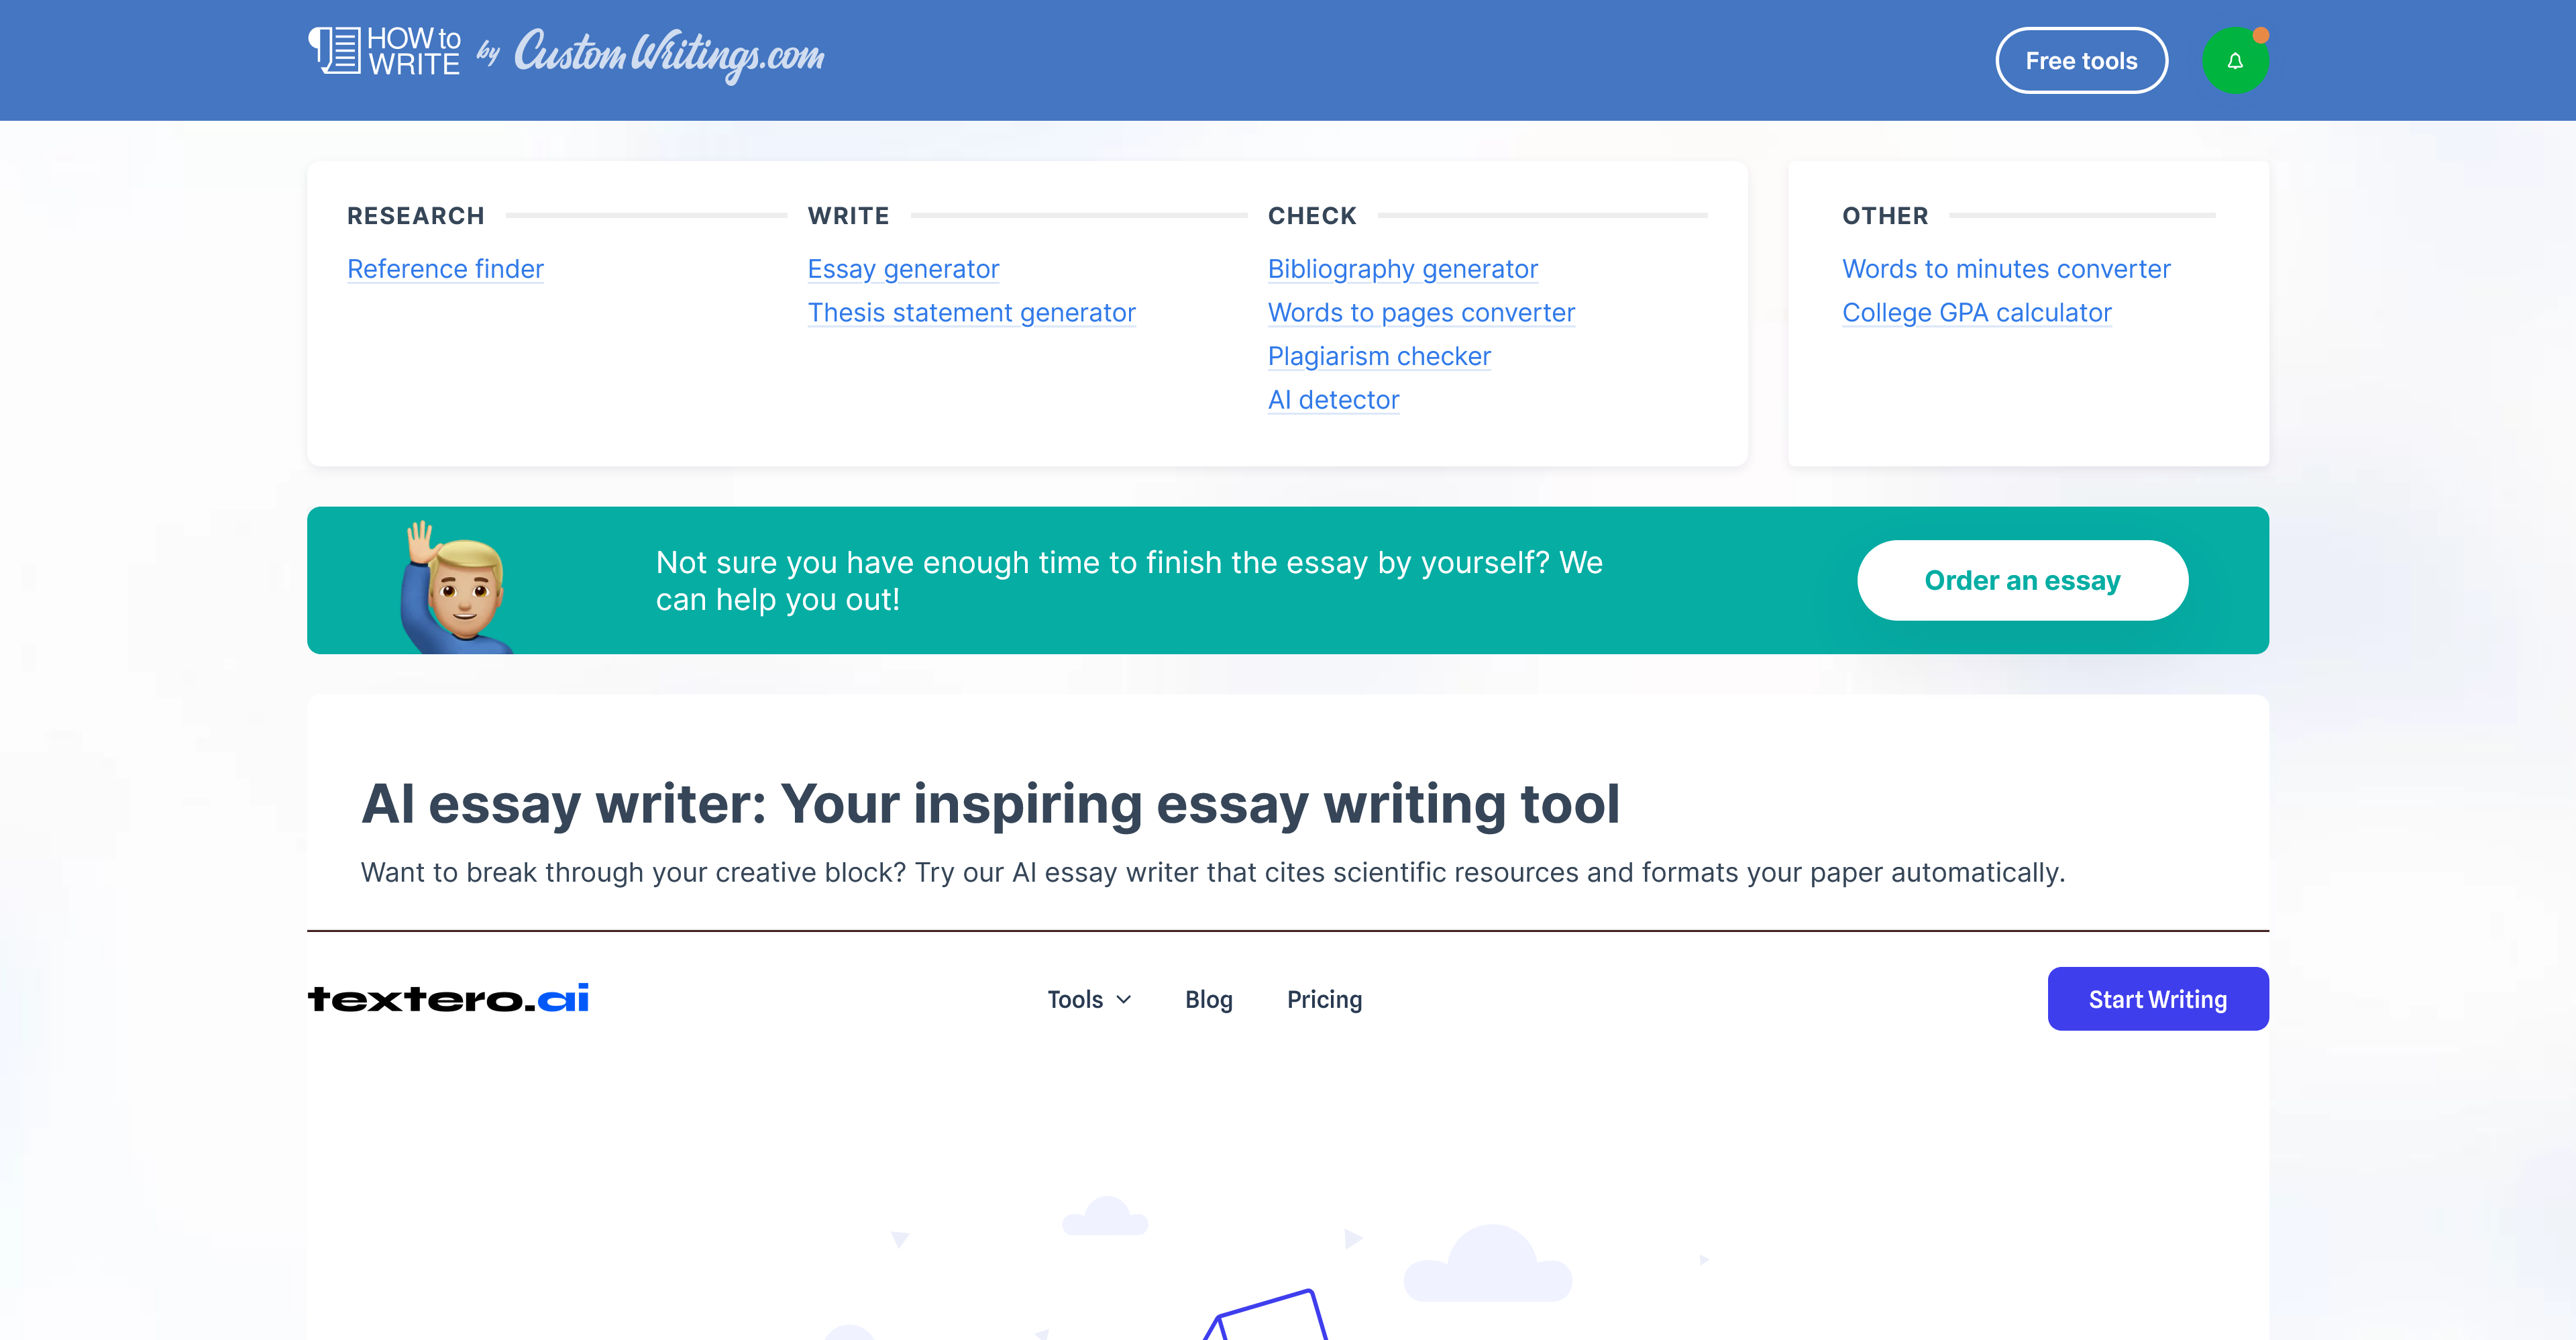 HOW to
WRITE
by CustomWritings.com
Free tools
RESEARCH
Reference finder
WRITE
Essay generator
Thesis statement generator
CHECK
Bibliography generator
Words to pages converter
Plagiarism checker
AI detector
OTHER
Words to minutes converter
College GPA calculator
Not sure you have enough time to finish the essay by yourself? We
can help you out!
Order an essay
AI essay writer: Your inspiring essay writing tool
Want to break through your creative block? Try our AI essay writer that cites scientific resources and formats your paper automatically.
textero.ai
Tools
Blog
Pricing
Start Writing